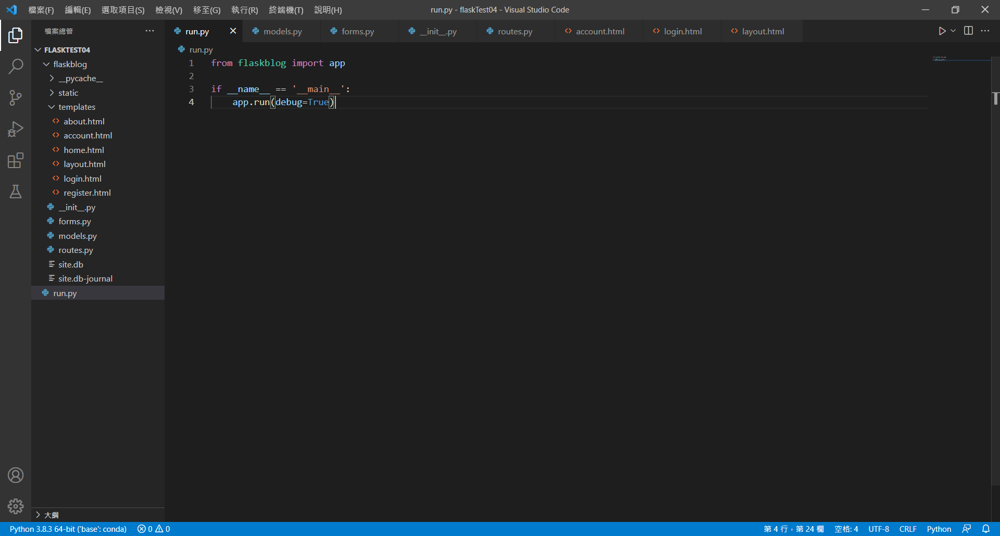 檔案(F) 編輯(E) 選取項目(S) 檢視(V) 移至(G) 執行(R) 終端機(T) 說明(H)
run.py - flaskTest04 - Visual Studio Code
檔案總管
run.py models.py forms.py __init__.py routes.py account.html login.html layout.html
FLASKTEST04
flaskblog
__pycache__
static
templates
about.html
account.html
home.html
layout.html
login.html
register.html
__init__.py
forms.py
models.py
routes.py
site.db
site.db-journal
run.py
大綱
run.py
1 from flaskblog import app
2
3 if __name__ == '__main__':
4 app.run(debug=True)
Python 3.8.3 64-bit ('base': conda) 0 0
第 4 行，第 24 欄 空格: 4 UTF-8 CRLF Python